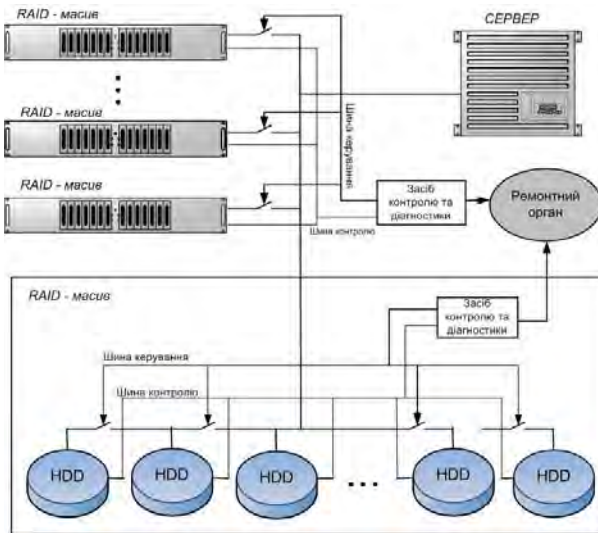 RAID - масив
СЕРВЕР
RAID - масив
RAID - масив
Шина керування
Засіб
контролю та
діагностики
Ремонтний
орган
Шина контролю
RAID - масив
Засіб
контролю та
діагностики
Шина керування
Шина контролю
HDD
HDD
HDD
...
HDD
HDD